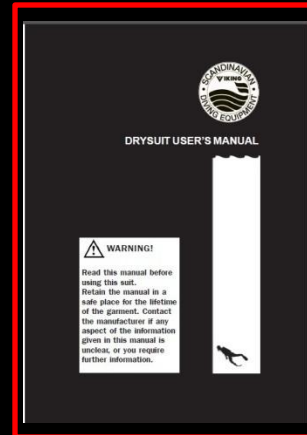 SCANDINAVIAN
VIKING
DIVING EQUIPMENT
DRYSUIT USER'S MANUAL
WARNING!
Read this manual before
using this suit.
Retain the manual in a
safe place for the lifetime
of the garment. Contact
the manufacturer if any
aspect of the information
given in this manual is
unclear, or you require
further information.